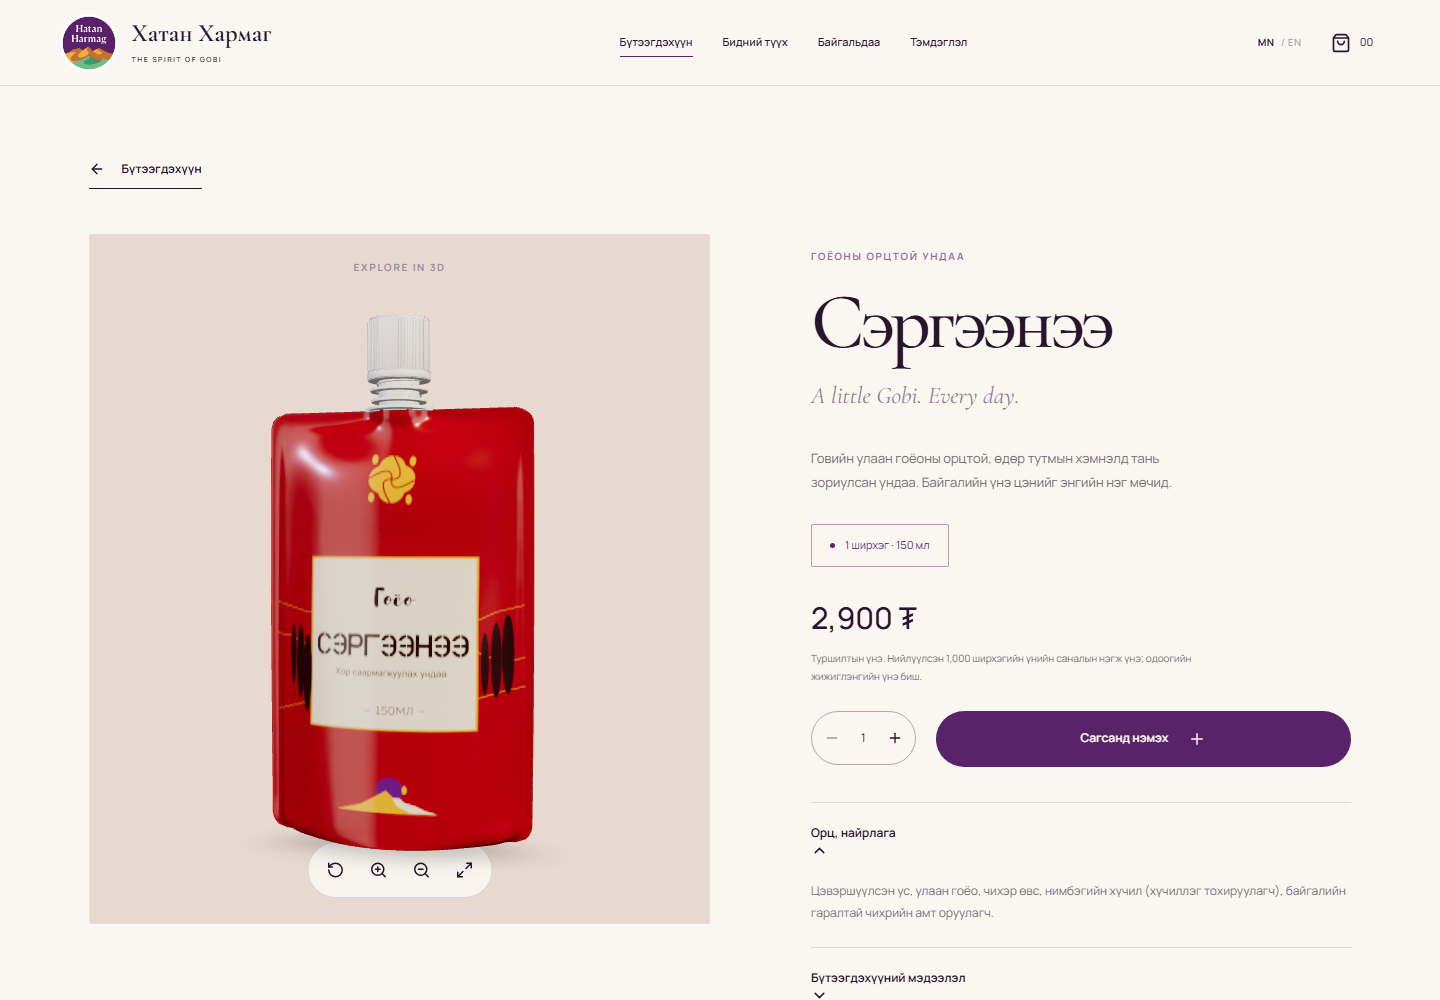 Hatan
Harmag
Хатан Хармаг
THE SPIRIT OF GOBI
Бүтээгдэхүүн
Бидний түүх
Байгальдаа
Тэмдэглэл
MN / EN
00
Бүтээгдэхүүн
EXPLORE IN 3D
Гоёо
СЭРГЭЭНЭЭ
Хор саармагжуулах ундаа
– 150МЛ –
ГОЁОНЫ ОРЦТОЙ УНДАА
Сэргээнээ
A little Gobi. Every day.
Говийн улаан гоёоны орцтой, өдөр тутмын хэмнэлд тань
зориулсан ундаа. Байгалийн үнэ цэнийг энгийн нэг мөчид.
1 ширхэг · 150 мл
2,900 ₮
Туршилтын үнэ. Нийлүүлсэн 1,000 ширхэгийн үнийн саналын нэгж үнэ; одоогийн
жижиглэнгийн үнэ биш.
1
Сагсанд нэмэх
Орц, найрлага
Цэвэршүүлсэн ус, улаан гоёо, чихэр өвс, нимбэгийн хүчил (хүчиллэг тохируулагч), байгалийн
гаралтай чихрийн амт оруулагч.
Бүтээгдэхүүний мэдээлэл